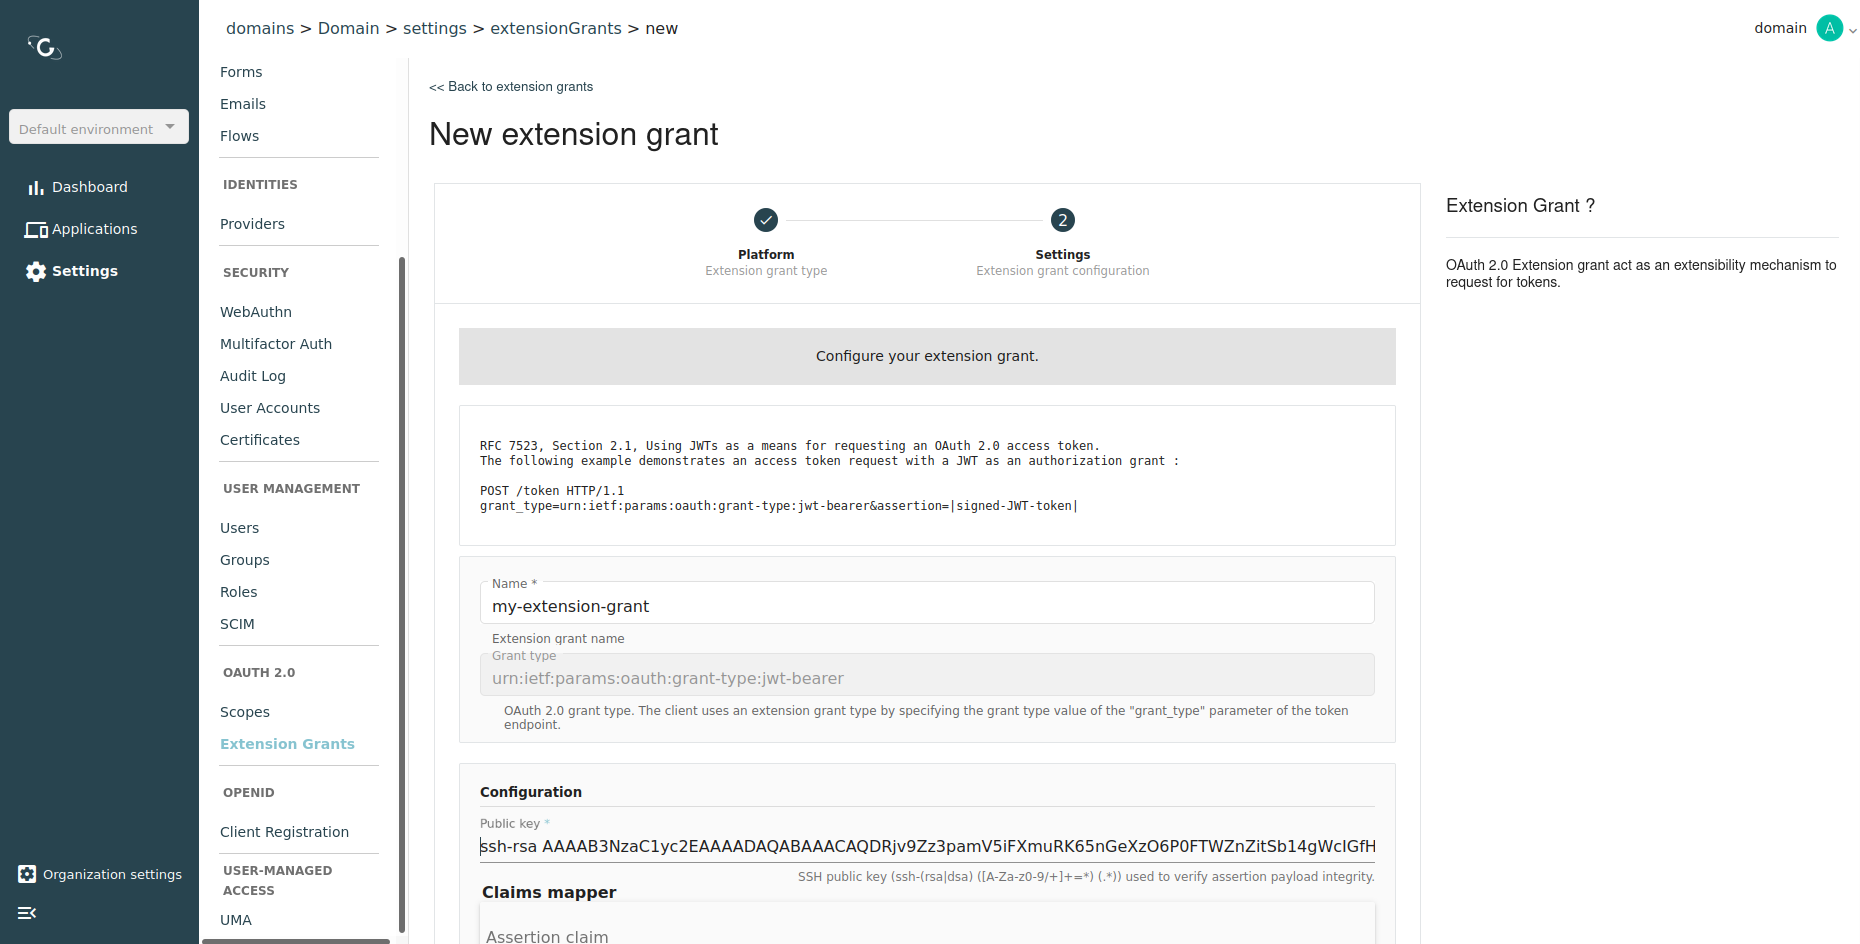 domains > Domain > settings > extensionGrants > new
domain
A
Default environment
Dashboard
Applications
Settings
Organization settings
Forms
Emails
Flows
IDENTITIES
Providers
SECURITY
WebAuthn
Multifactor Auth
Audit Log
User Accounts
Certificates
USER MANAGEMENT
Users
Groups
Roles
SCIM
OAUTH 2.0
Scopes
Extension Grants
OPENID
Client Registration
USER-MANAGED
ACCESS
UMA
<< Back to extension grants
New extension grant
Platform
Extension grant type
2
Settings
Extension grant configuration
Configure your extension grant.
RFC 7523, Section 2.1, Using JWTs as a means for requesting an OAuth 2.0 access token.
The following example demonstrates an access token request with a JWT as an authorization grant :
POST /token HTTP/1.1
grant_type=urn:ietf:params:oauth:grant-type:jwt-bearer&assertion=|signed-JWT-token|
Name *
my-extension-grant
Extension grant name
Grant type
urn:ietf:params:oauth:grant-type:jwt-bearer
OAuth 2.0 grant type. The client uses an extension grant type by specifying the grant type value of the "grant_type" parameter of the token
endpoint.
Configuration
Public key *
ssh-rsa AAAAB3NzaC1yc2EAAAADAQABAAACAQDRjv9Zz3pamV5iFXmuRK65nGeXzO6P0FTWZnZitSb14gWcIGfH
SSH public key (ssh-(rsa|dsa) ([A-Za-z0-9/+]+=*) (.*)) used to verify assertion payload integrity.
Claims mapper
Assertion claim
Extension Grant ?
OAuth 2.0 Extension grant act as an extensibility mechanism to
request for tokens.